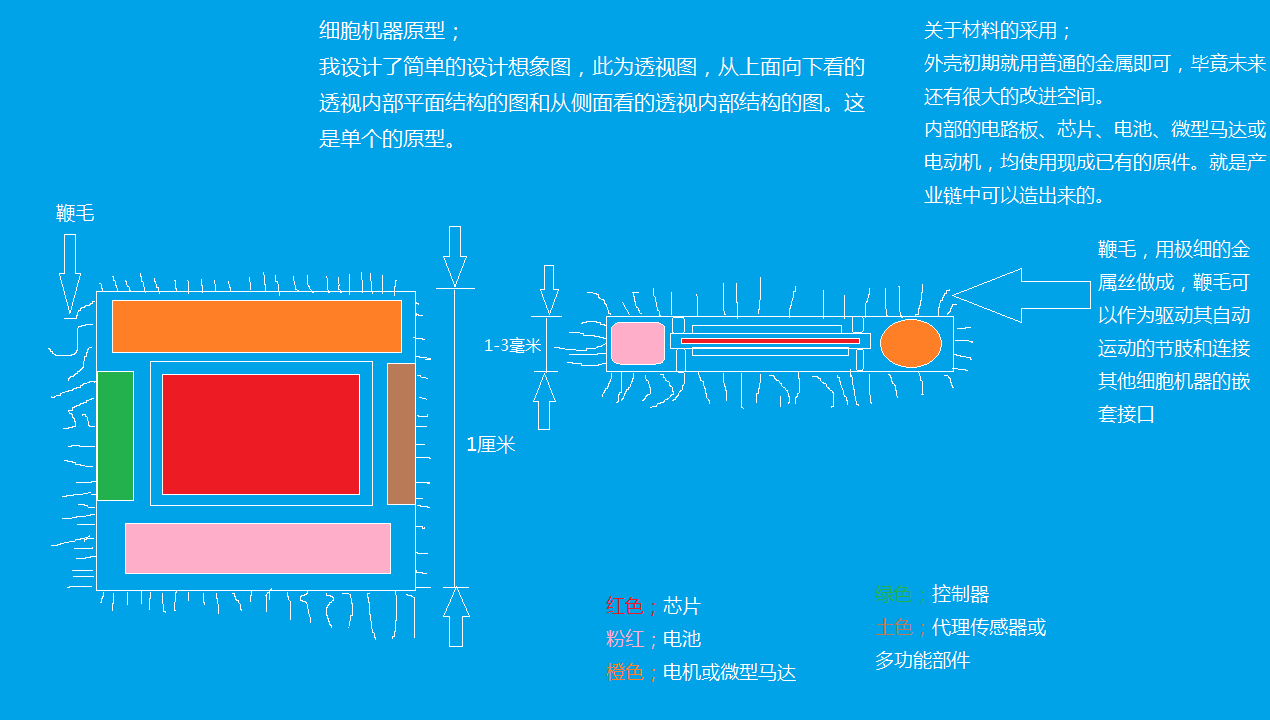 细胞机器原型；
我设计了简单的设计想象图，此为透视图，从上面向下看的
透视内部平面结构的图和从侧面看的透视内部结构的图。这
是单个的原型。
关于材料的采用；
外壳初期就用普通的金属即可，毕竟未来
还有很大的改进空间。
内部的电路板、芯片、电池、微型马达或
电动机，均使用现成已有的原件。就是产
业链中可以造出来的。
鞭毛
鞭毛，用极细的金
属丝做成，鞭毛可
以作为驱动其自动
运动的节肢和连接
其他细胞机器的嵌
套接口
1-3毫米
1厘米
红色；芯片
粉红；电池
橙色；电机或微型马达
绿色；控制器
土色；代理传感器或
多功能部件